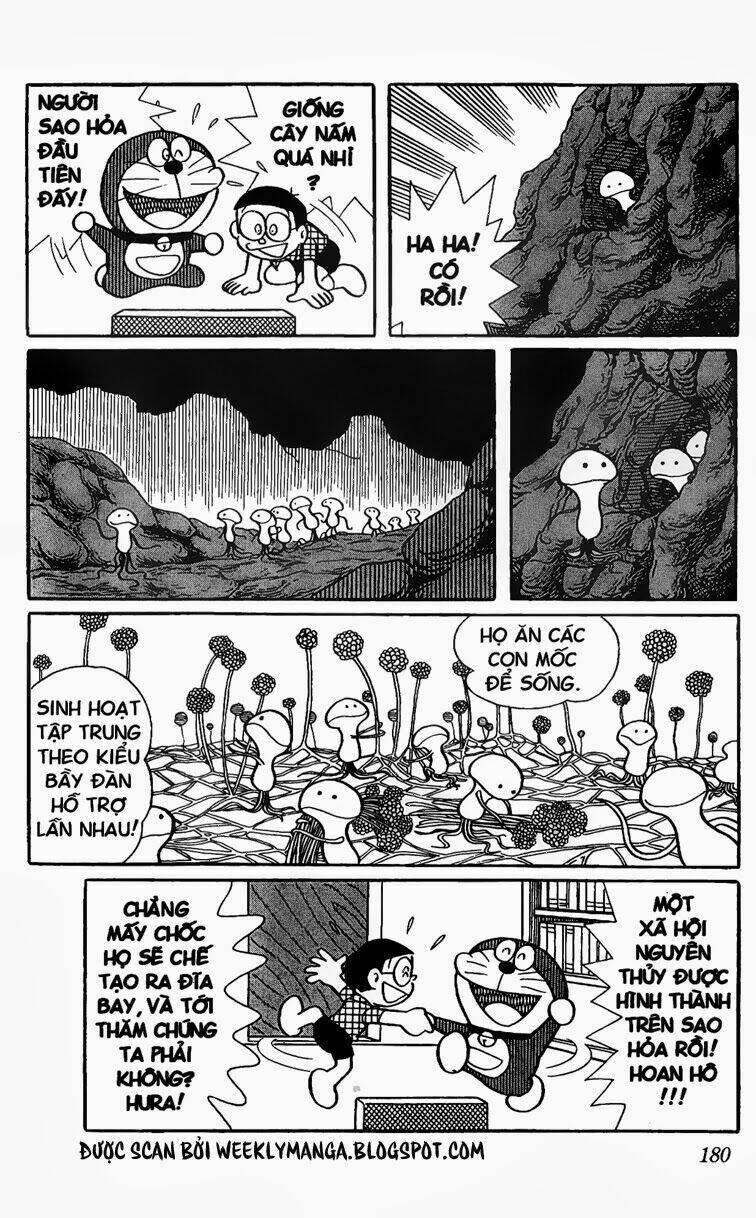 HA HA!
CÓ
RỒI!
GIỐNG
CÂY NẤM
QUÁ NHỈ
?
NGƯỜI
SAO HỎA
ĐẦU
TIÊN
ĐẤY!
HỌ ĂN CÁC
CON MỐC
ĐỂ SỐNG.
SINH HOẠT
TẬP TRUNG
THEO KIỂU
BẦY ĐÀN
HỖ TRỢ
LẪN NHAU!
MỘT
XÃ HỘI
NGUYÊN
THỦY ĐƯỢC
HÌNH THÀNH
TRÊN SAO
HỎA RỒI!
HOAN HÔ
!!!
CHẲNG
MẤY CHỐC
HỌ SẼ CHẾ
TẠO RA ĐĨA
BAY, VÀ TỚI
THĂM CHÚNG
TA PHẢI
KHÔNG?
HURA!
ĐƯỢC SCAN BỞI WEEKLYMANGA.BLOGSPOT.COM
180